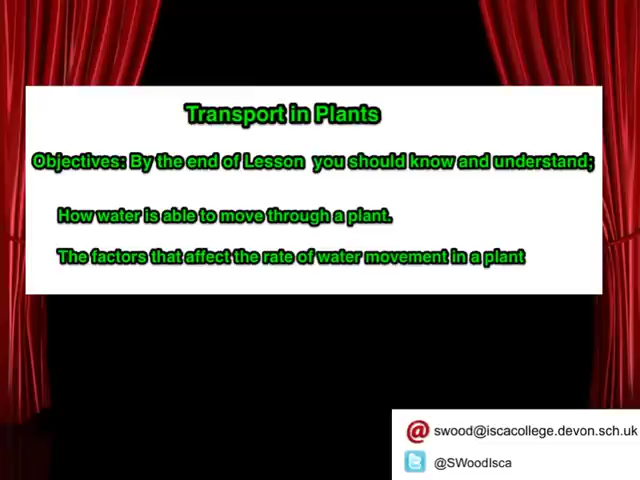 Transport in Plants
Objectives: By the end of Lesson you should know and understand;
How water is able to move through a plant.
The factors that affect the rate of water movement in a plant
@ swood@iscacollege.devon.sch.uk
@SWoodIsca